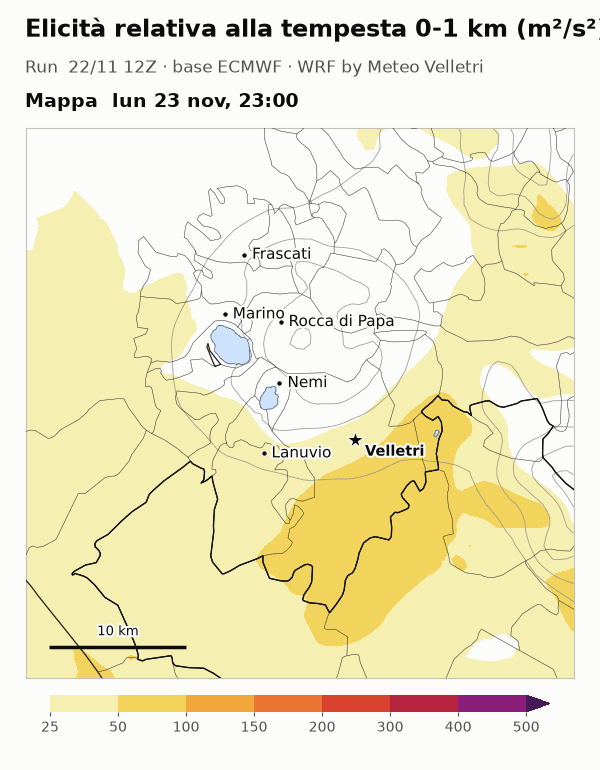 Elicità relativa alla tempesta 0-1 km (m²/s²)
Run 22/11 12Z · base ECMWF · WRF by Meteo Velletri
Mappa lun 23 nov, 23:00
Frascati
Marino
Rocca di Papa
Nemi
Lanuvio
Velletri
10 km
25 50 100 150 200 300 400 500